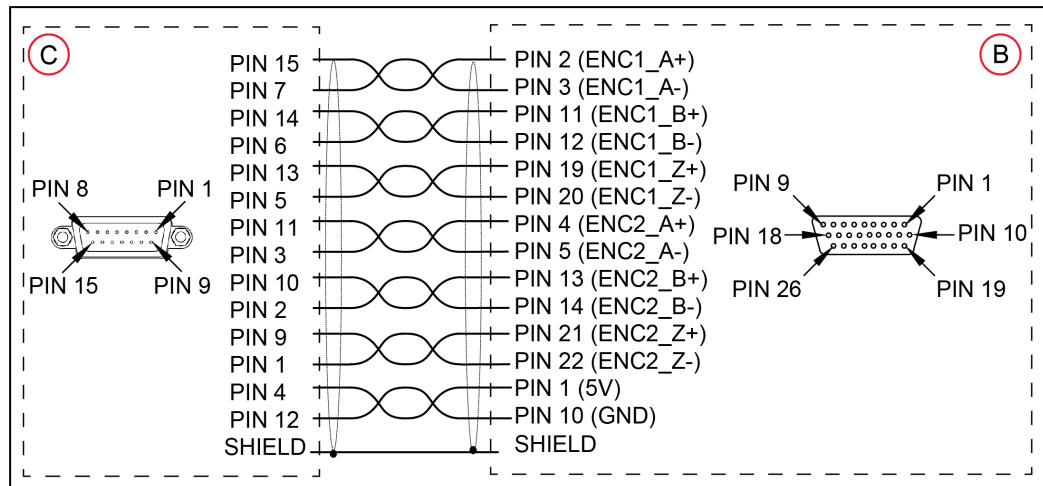 C
B
PIN 15
PIN 2 (ENC1_A+)
PIN 7
PIN 3 (ENC1_A-)
PIN 14
PIN 11 (ENC1_B+)
PIN 6
PIN 12 (ENC1_B-)
PIN 13
PIN 19 (ENC1_Z+)
PIN 5
PIN 20 (ENC1_Z-)
PIN 11
PIN 4 (ENC2_A+)
PIN 3
PIN 5 (ENC2_A-)
PIN 10
PIN 13 (ENC2_B+)
PIN 2
PIN 14 (ENC2_B-)
PIN 9
PIN 21 (ENC2_Z+)
PIN 1
PIN 22 (ENC2_Z-)
PIN 4
PIN 1 (5V)
PIN 12
PIN 10 (GND)
SHIELD
SHIELD
PIN 8
PIN 1
PIN 15
PIN 9
PIN 9
PIN 1
PIN 18
PIN 10
PIN 26
PIN 19